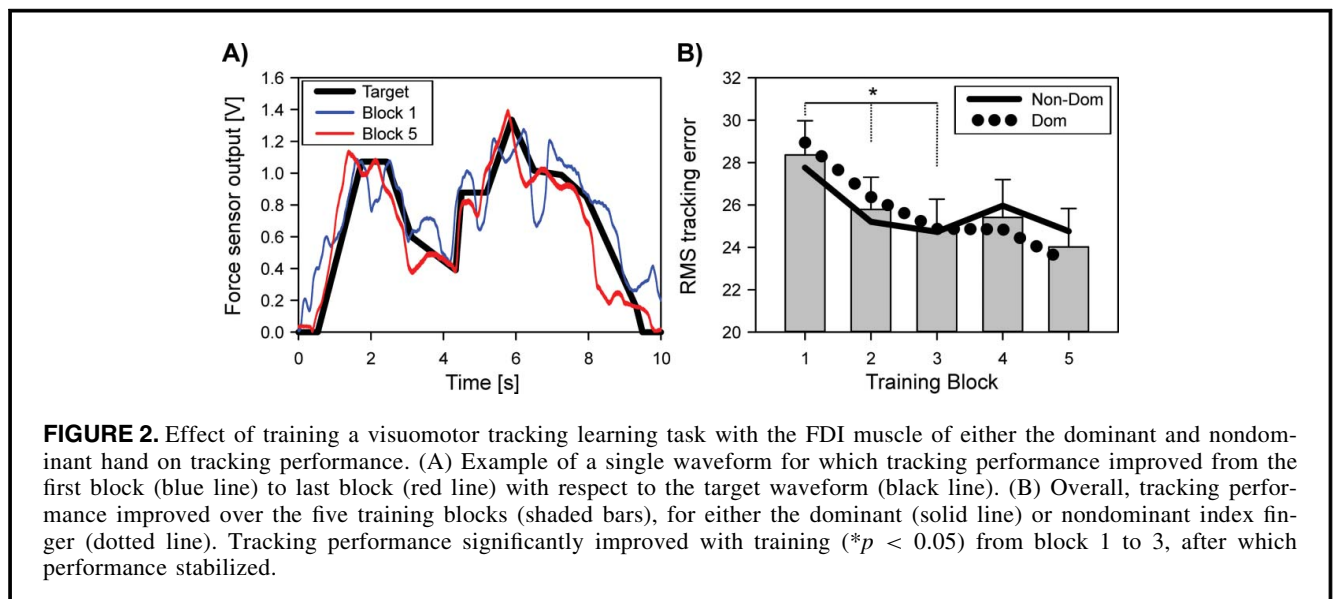 A)
1.6
1.4
1.2
1.0
0.8
0.6
0.4
0.2
0.0
Force sensor output [V]
Target
Block 1
Block 5
0 2 4 6 8 10
Time [s]
B)
32
30
28
26
24
22
20
RMS tracking error
*
Non-Dom
Dom
1 2 3 4 5
Training Block
FIGURE 2. Effect of training a visuomotor tracking learning task with the FDI muscle of either the dominant and nondom-
inant hand on tracking performance. (A) Example of a single waveform for which tracking performance improved from the
first block (blue line) to last block (red line) with respect to the target waveform (black line). (B) Overall, tracking perfor-
mance improved over the five training blocks (shaded bars), for either the dominant (solid line) or nondominant index fin-
ger (dotted line). Tracking performance significantly improved with training (*p < 0.05) from block 1 to 3, after which
performance stabilized.